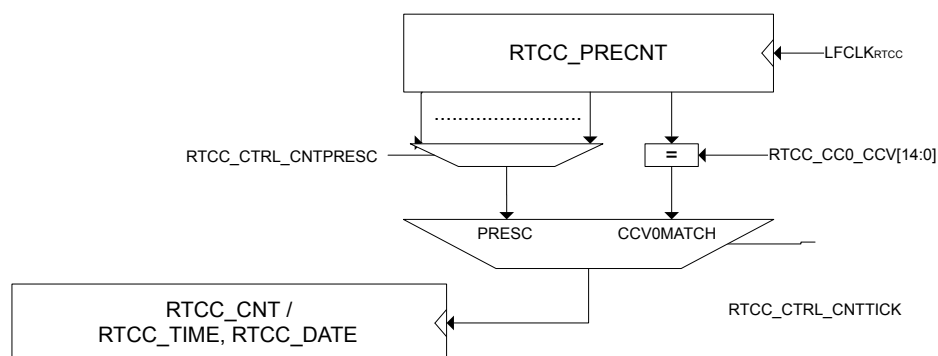 RTCC_PRECNT
LFCLKRTCC
RTCC_CTRL_CNTPRESC
=
RTCC_CC0_CCV[14:0]
PRESC
CCV0MATCH
RTCC_CNT /
RTCC_TIME, RTCC_DATE
RTCC_CTRL_CNTTICK